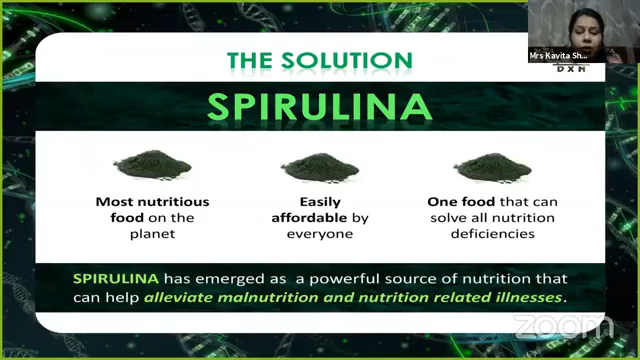 THE SOLUTION
Mrs Kavita Sh...
DXN
SPIRULINA
Most nutritious
food on the
planet
Easily
affordable by
everyone
One food that can
solve all nutrition
deficiencies
SPIRULINA has emerged as a powerful source of nutrition that
can help alleviate malnutrition and nutrition related illnesses.
zoom